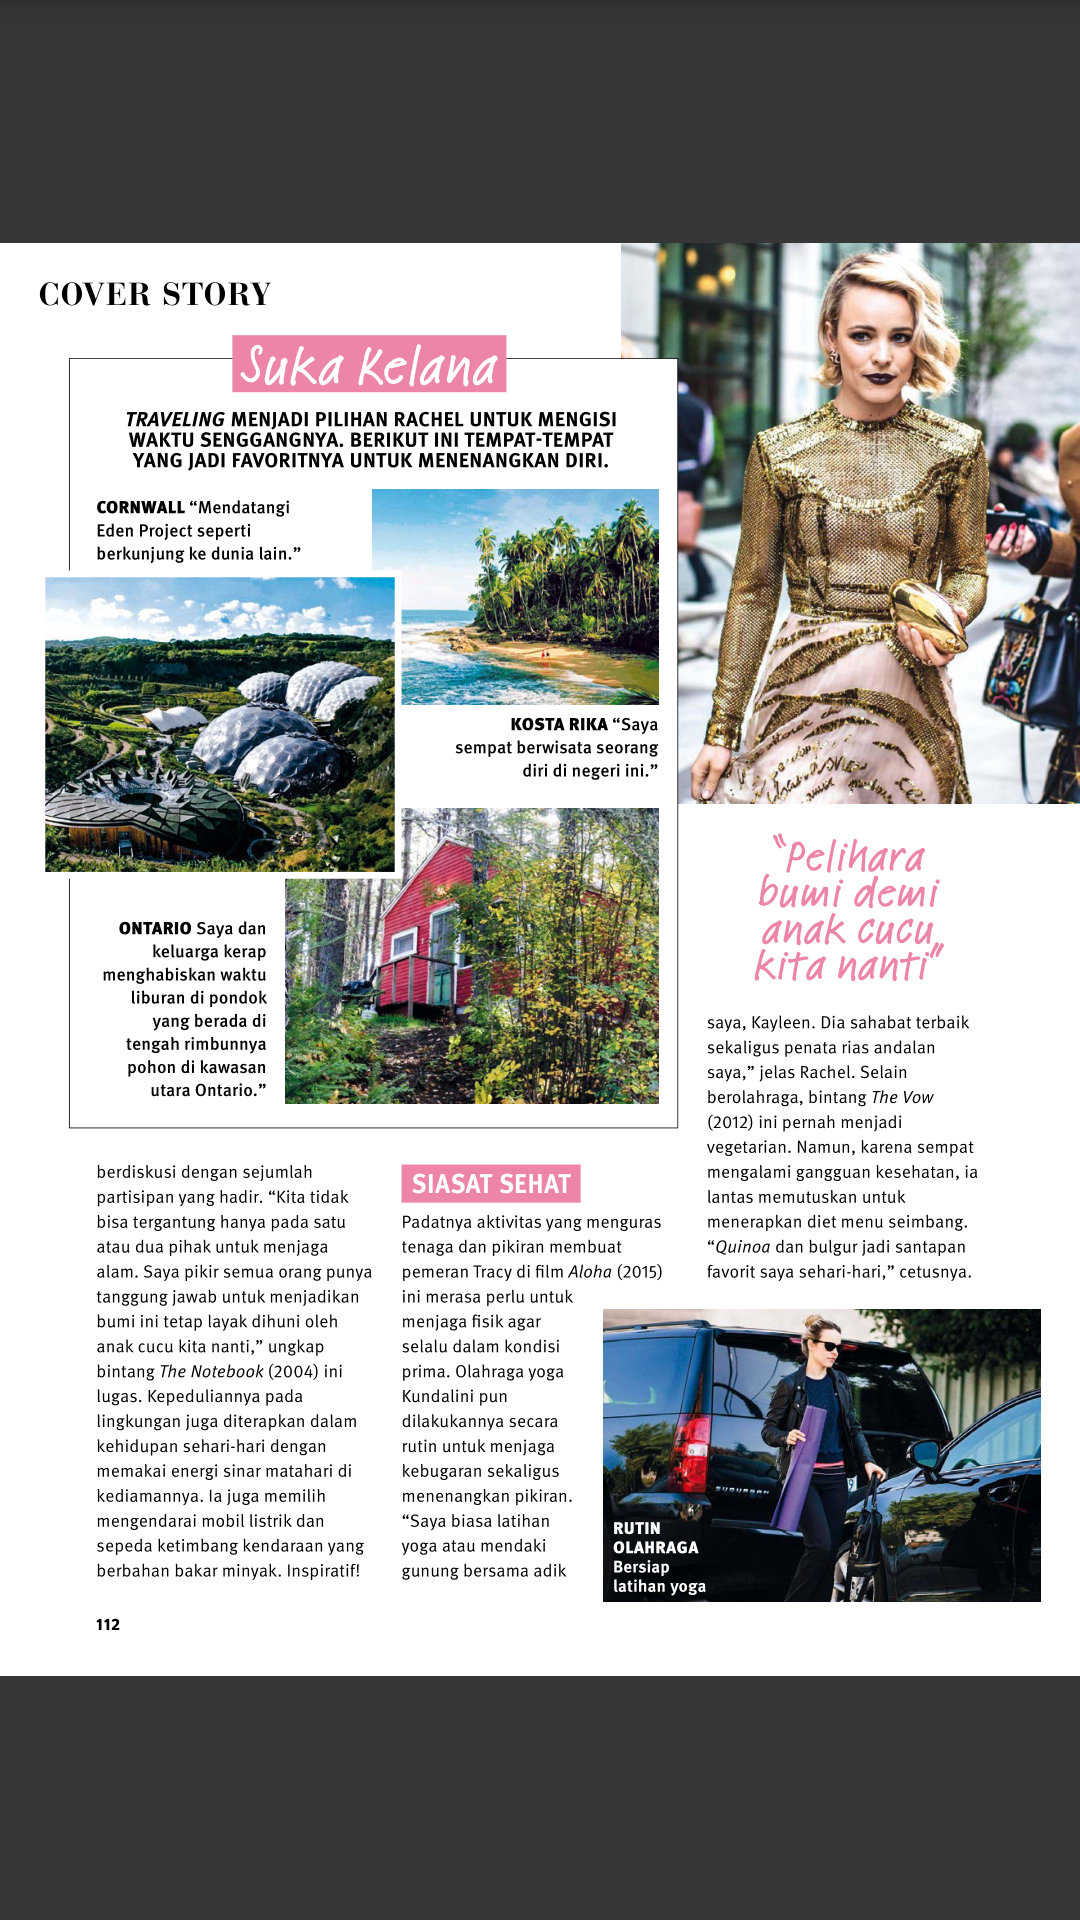 COVER STORY
Suka Kelana
TRAVELING MENJADI PILIHAN RACHEL UNTUK MENGISI
WAKTU SENGGANGNYA. BERIKUT INI TEMPAT-TEMPAT
YANG JADI FAVORITNYA UNTUK MENENANGKAN DIRI.
CORNWALL “Mendatangi
Eden Project seperti
berkunjung ke dunia lain.”
KOSTA RIKA “Saya
sempat berwisata seorang
diri di negeri ini.”
ONTARIO Saya dan
keluarga kerap
menghabiskan waktu
liburan di pondok
yang berada di
tengah rimbunnya
pohon di kawasan
utara Ontario.”
berdiskusi dengan sejumlah
partisipan yang hadir. “Kita tidak
bisa tergantung hanya pada satu
atau dua pihak untuk menjaga
alam. Saya pikir semua orang punya
tanggung jawab untuk menjadikan
bumi ini tetap layak dihuni oleh
anak cucu kita nanti,” ungkap
bintang The Notebook (2004) ini
lugas. Kepeduliannya pada
lingkungan juga diterapkan dalam
kehidupan sehari-hari dengan
memakai energi sinar matahari di
kediamannya. Ia juga memilih
mengendarai mobil listrik dan
sepeda ketimbang kendaraan yang
berbahan bakar minyak. Inspiratif!
SIASAT SEHAT
Padatnya aktivitas yang menguras
tenaga dan pikiran membuat
pemeran Tracy di film Aloha (2015)
ini merasa perlu untuk
menjaga fisik agar
selalu dalam kondisi
prima. Olahraga yoga
Kundalini pun
dilakukannya secara
rutin untuk menjaga
kebugaran sekaligus
menenangkan pikiran.
“Saya biasa latihan
yoga atau mendaki
gunung bersama adik
“Pelihara
bumi demi
anak cucu
kita nanti”
saya, Kayleen. Dia sahabat terbaik
sekaligus penata rias andalan
saya,” jelas Rachel. Selain
berolahraga, bintang The Vow
(2012) ini pernah menjadi
vegetarian. Namun, karena sempat
mengalami gangguan kesehatan, ia
lantas memutuskan untuk
menerapkan diet menu seimbang.
“Quinoa dan bulgur jadi santapan
favorit saya sehari-hari,” cetusnya.
SUBURBAN
RUTIN
OLAHRAGA
Bersiap
latihan yoga
112